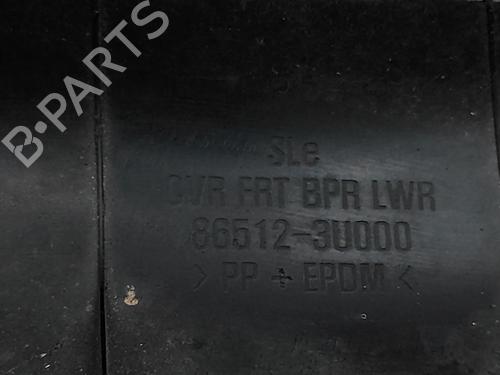 B-PARTS
SLe
CVR FRT BPR LWR
86512-3U000
> PP + EPDM <